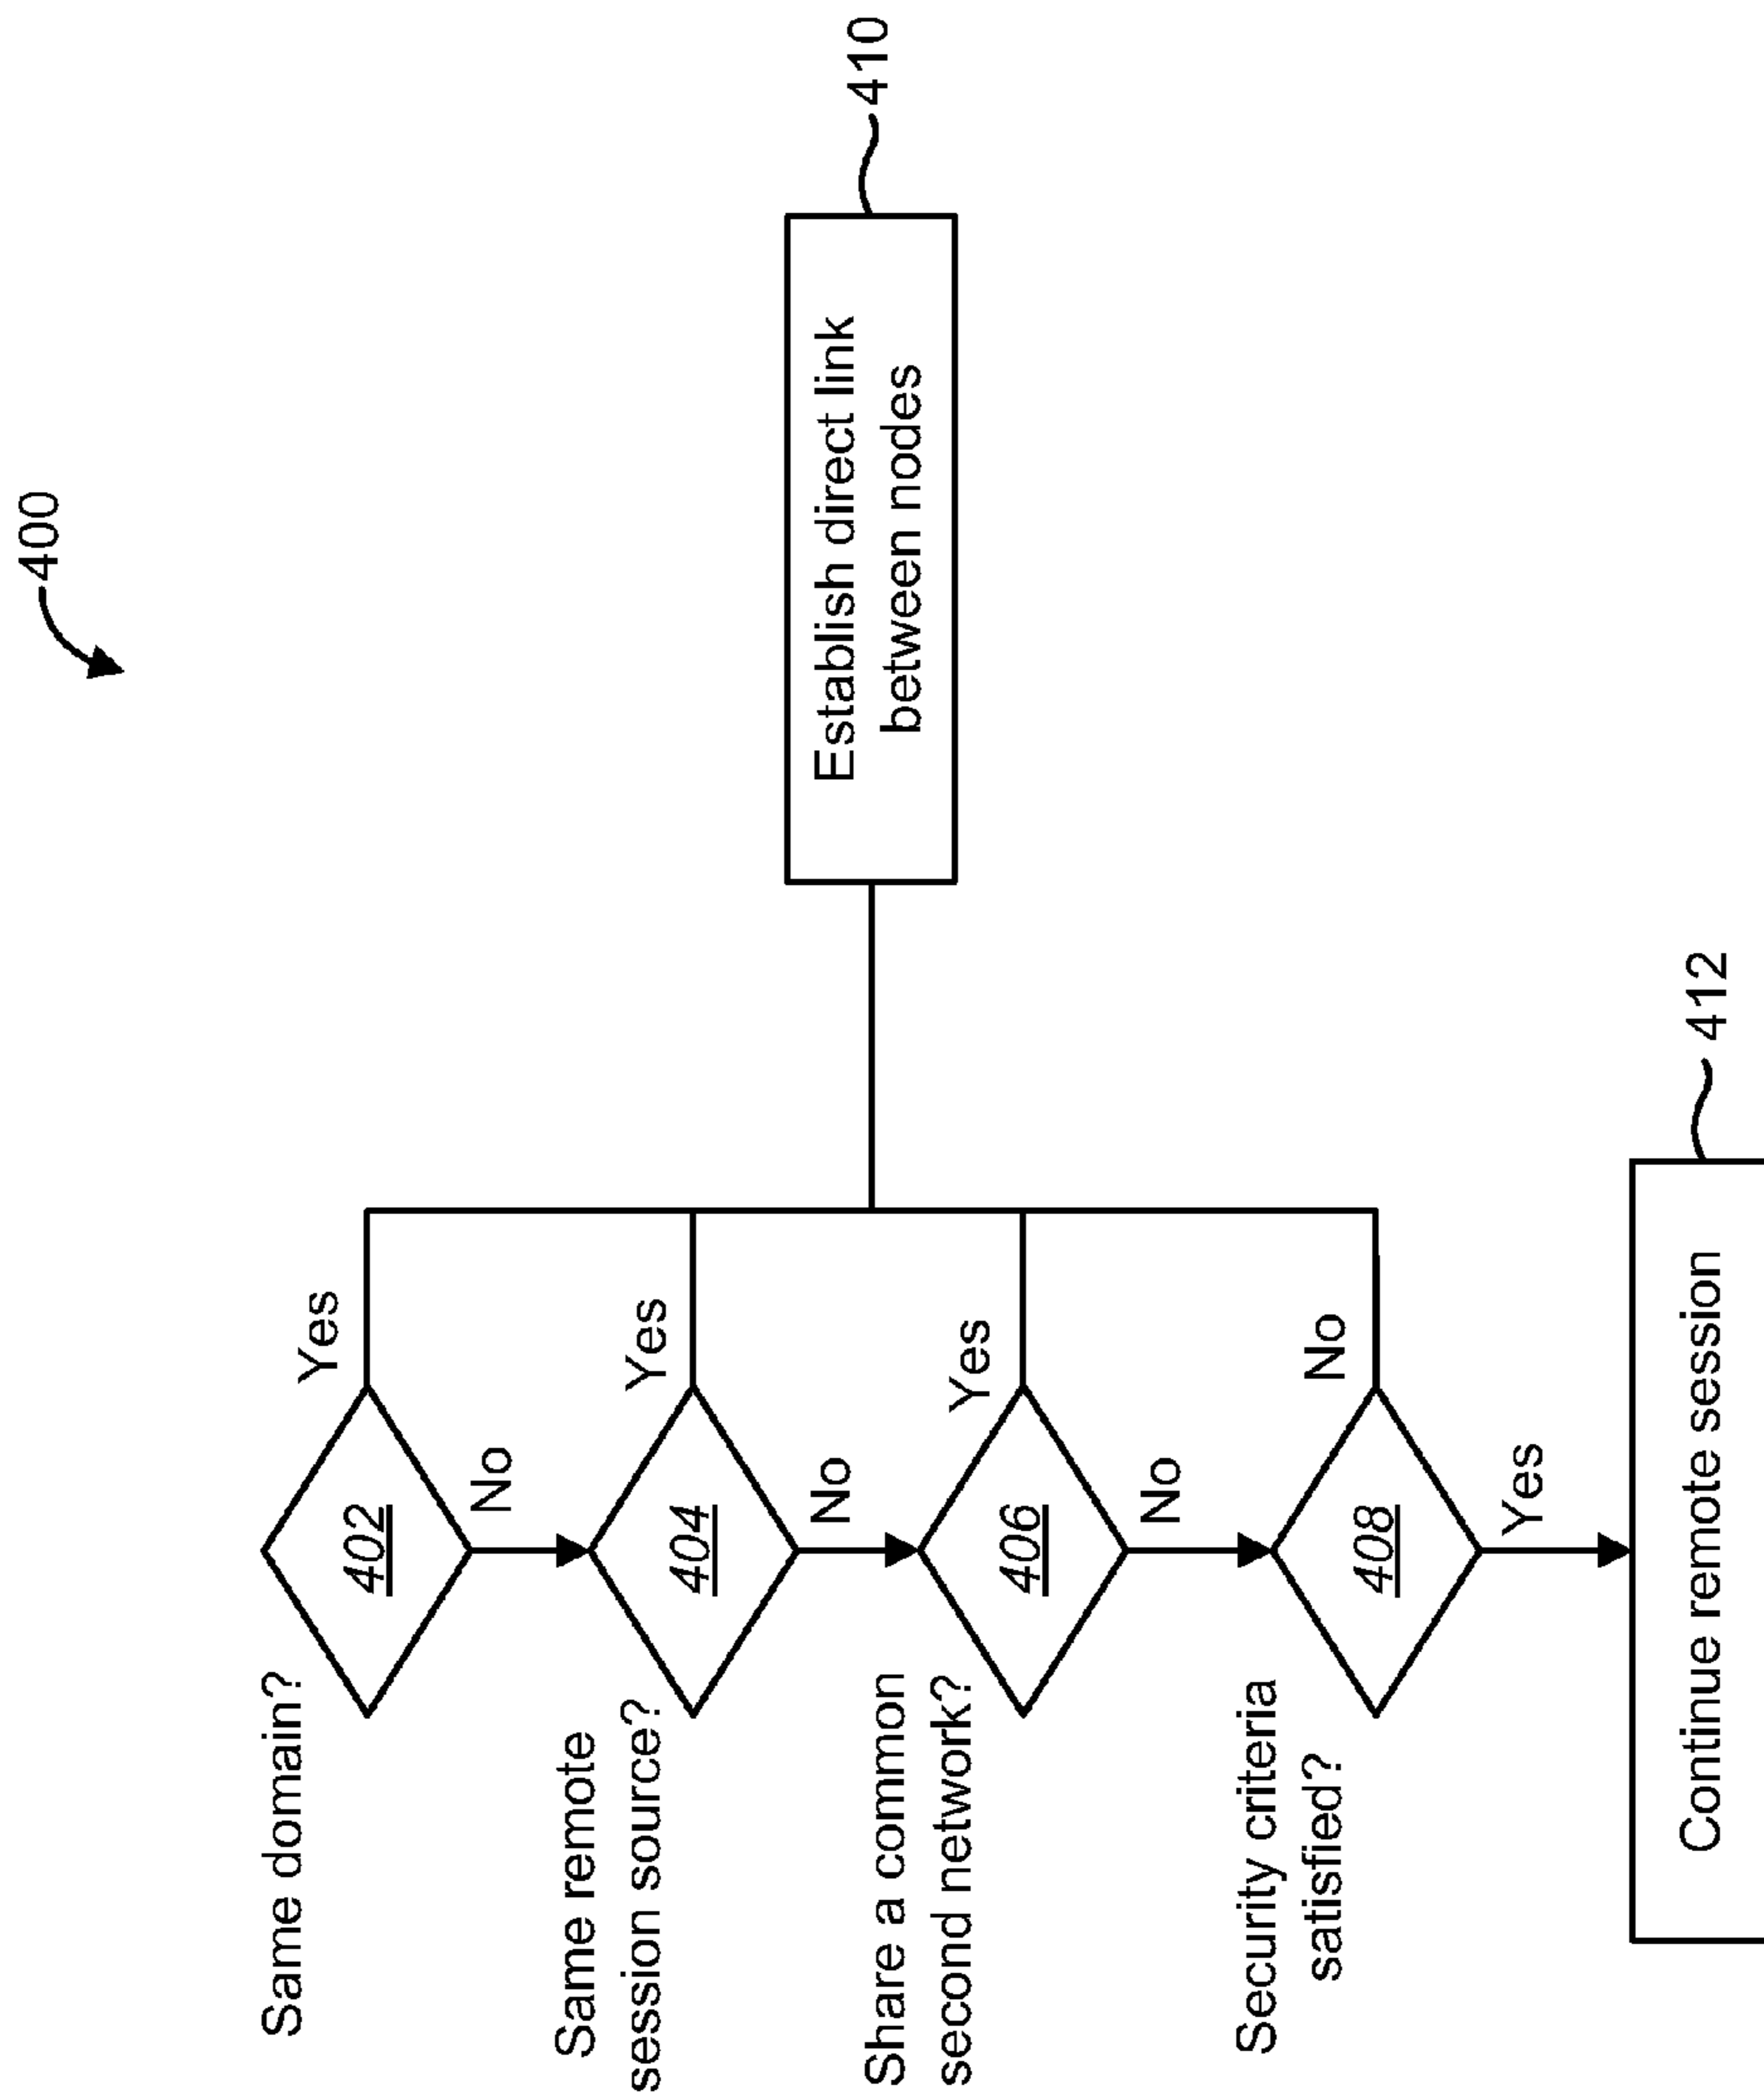 400
Same domain?
402
Yes
No
Same remote
session source?
404
Yes
No
Establish direct link
between nodes
410
Share a common
second network?
406
Yes
No
Security criteria
satisfied?
408
No
Yes
Continue remote session
412